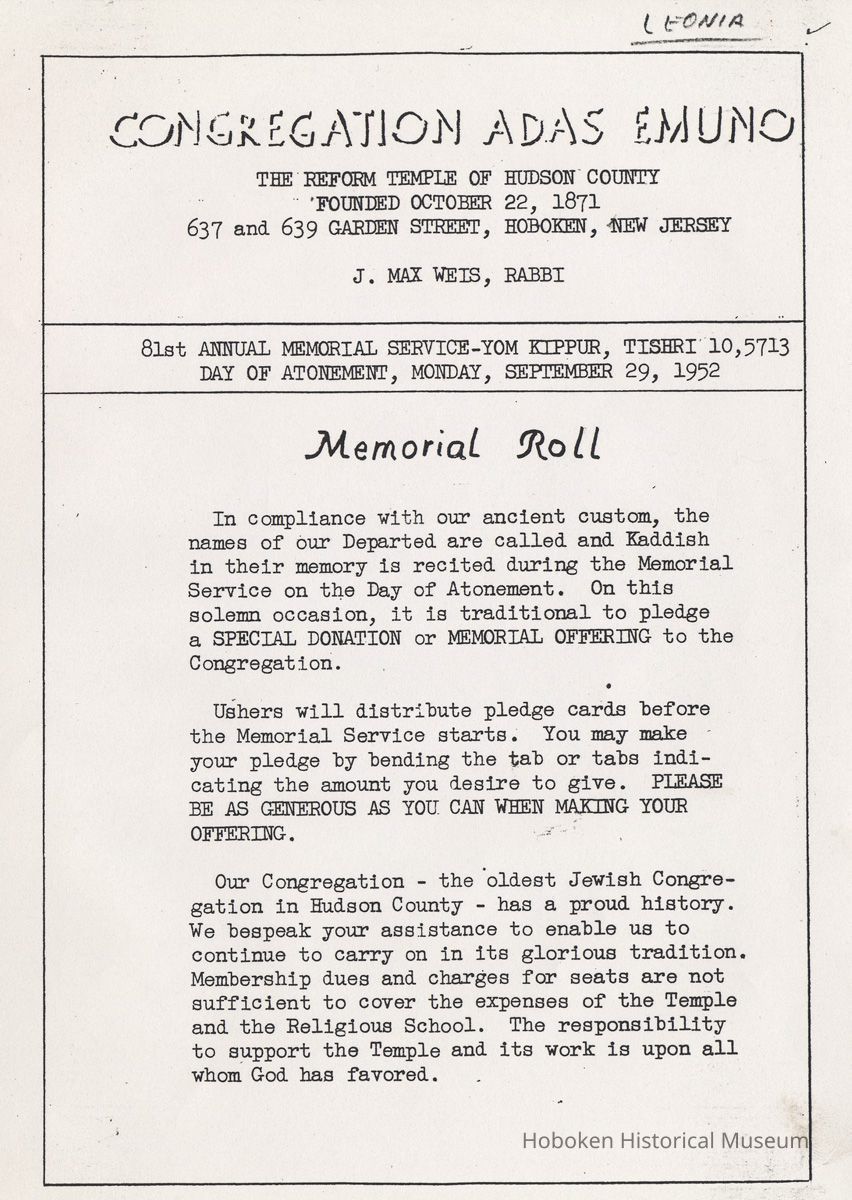 LEONIA
CONGREGATION ADAS EMUNO
THE REFORM TEMPLE OF HUDSON COUNTY
FOUNDED OCTOBER 22, 1871
637 and 639 GARDEN STREET, HOBOKEN, NEW JERSEY
J. MAX WEIS, RABBI
81st ANNUAL MEMORIAL SERVICE-YOM KIPPUR, TISHRI 10,5713
DAY OF ATONEMENT, MONDAY, SEPTEMBER 29, 1952
Memorial Roll
In compliance with our ancient custom, the
names of our Departed are called and Kaddish
in their memory is recited during the Memorial
Service on the Day of Atonement. On this
solemn occasion, it is traditional to pledge
a SPECIAL DONATION or MEMORIAL OFFERING to the
Congregation.
Ushers will distribute pledge cards before
the Memorial Service starts. You may make
your pledge by bending the tab or tabs indi-
cating the amount you desire to give. PLEASE
BE AS GENEROUS AS YOU CAN WHEN MAKING YOUR
OFFERING.
Our Congregation - the oldest Jewish Congre-
gation in Hudson County - has a proud history.
We bespeak your assistance to enable us to
continue to carry on in its glorious tradition.
Membership dues and charges for seats are not
sufficient to cover the expenses of the Temple
and the Religious School. The responsibility
to support the Temple and its work is upon all
whom God has favored.
Hoboken Historical Museum